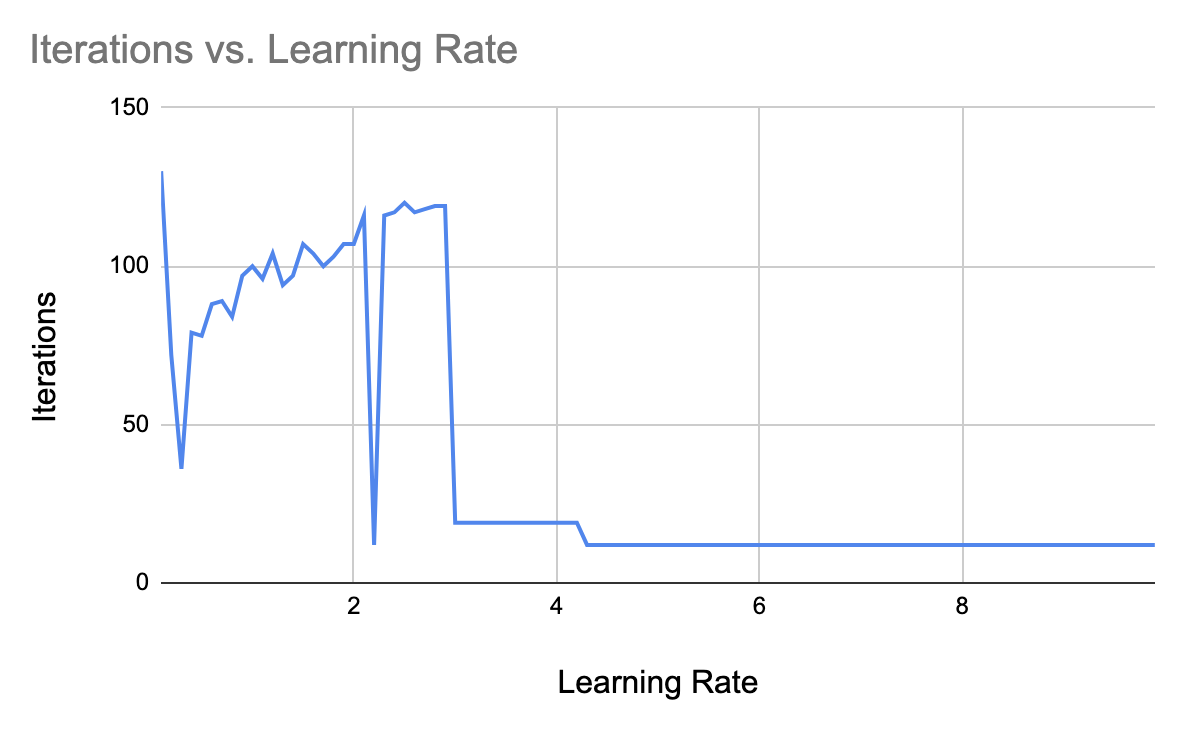 Iterations vs. Learning Rate
150
100
50
0
Iterations
2 4 6 8
Learning Rate